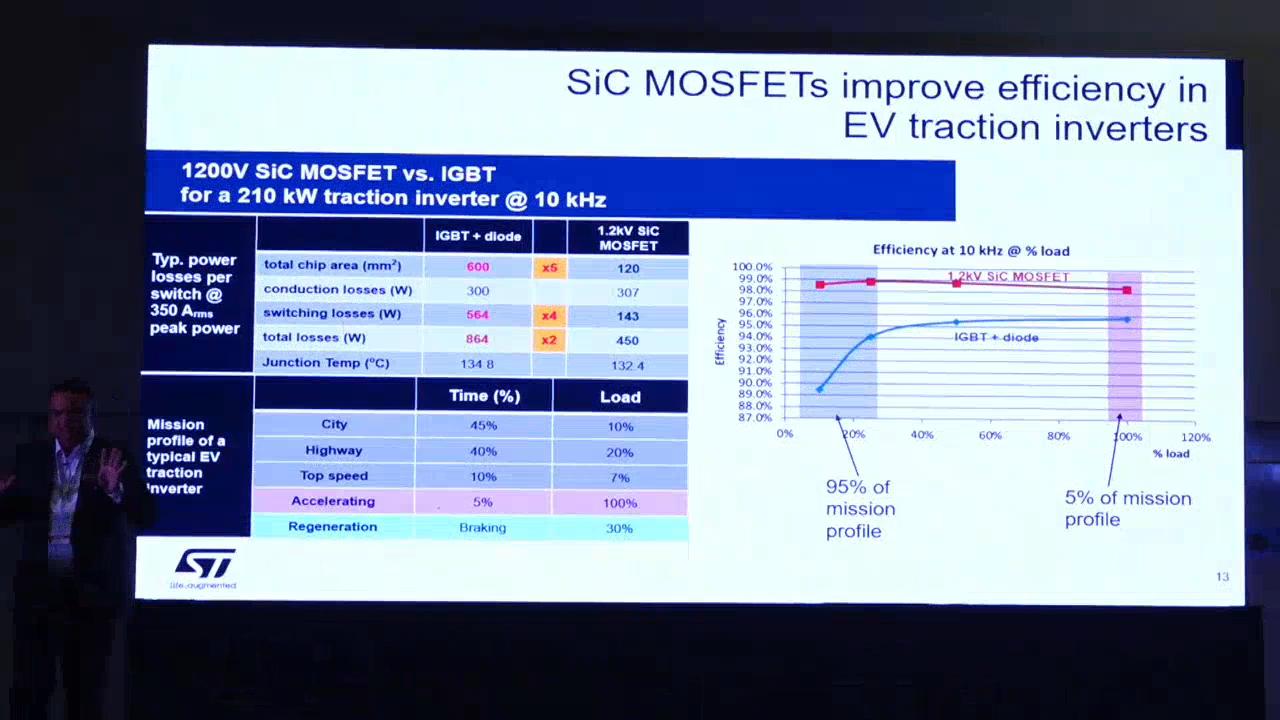 SiC MOSFETs improve efficiency in
EV traction inverters
1200V SiC MOSFET vs. IGBT
for a 210 kW traction inverter @ 10 kHz
Typ. power
losses per
switch @
350 Arms
peak power
IGBT + diode
1.2kV SiC
MOSFET
total chip area (mm²) 600 x5 120
conduction losses (W) 300 307
switching losses (W) 564 x4 143
total losses (W) 864 x2 450
Junction Temp (°C) 134.8 132.4
Mission
profile of a
typical EV
traction
inverter
Time (%) Load
City 45% 10%
Highway 40% 20%
Top speed 10% 7%
Accelerating 5% 100%
Regeneration Braking 30%
Efficiency at 10 kHz @ % load
Efficiency
100.0%
99.0%
98.0%
97.0%
96.0%
95.0%
94.0%
93.0%
92.0%
91.0%
90.0%
89.0%
88.0%
87.0%
1.2kV SiC MOSFET
IGBT + diode
0% 20% 40% 60% 80% 100% 120%
% load
95% of
mission
profile
5% of mission
profile
ST
life.augmented
13